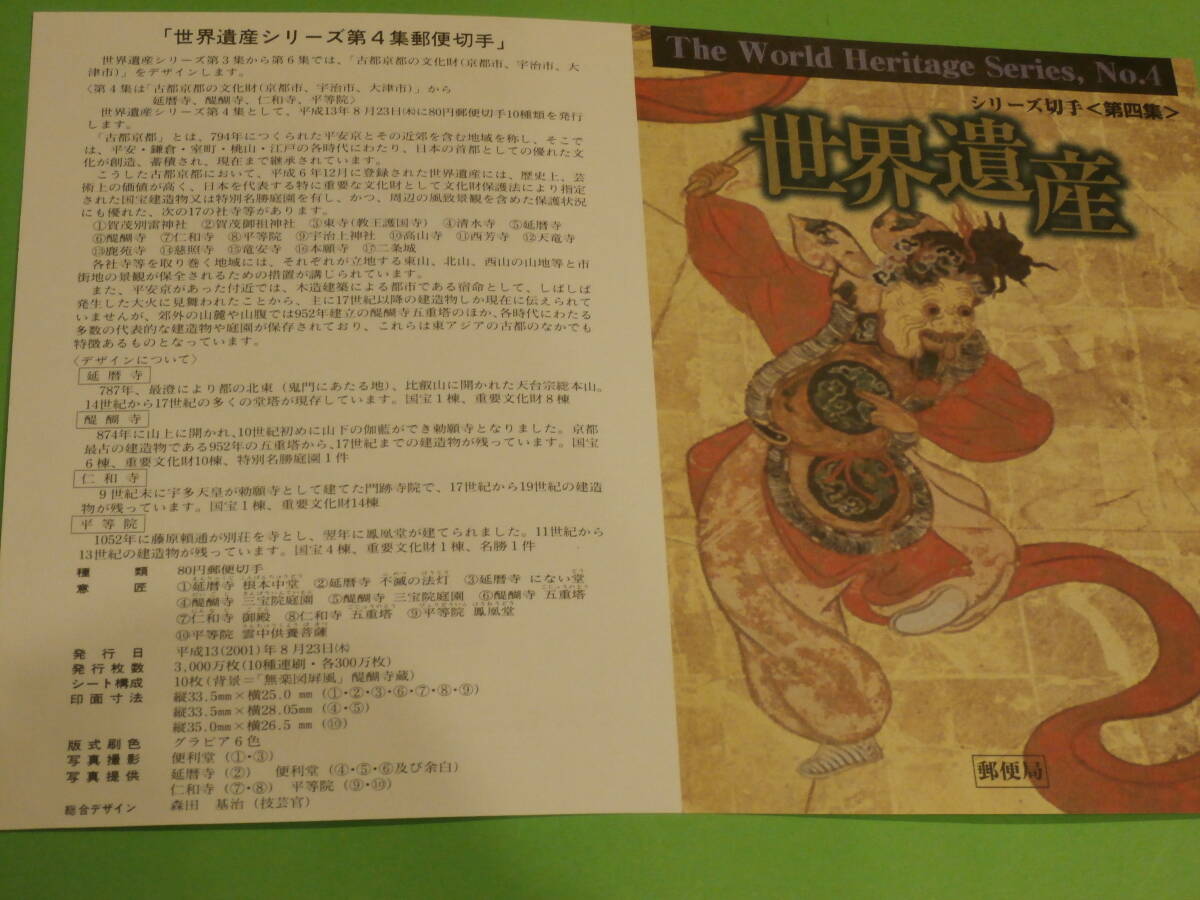 「世界遺産シリーズ第4集郵便切手」
世界遺産シリーズ第3集から第6集では、「古都京都の文化財(京都市、宇治市、大
津市)」をデザインします。
〈第4集は「古都京都の文化財(京都市、宇治市、大津市)」から
延暦寺、醍醐寺、仁和寺、平等院〉
世界遺産シリーズ第4集として、平成13年8月23日㈭に80円郵便切手10種類を発行
します。
「古都京都」とは、794年につくられた平安京とその近郊を含む地域を称し、そこで
は、平安・鎌倉・室町・桃山・江戸の各時代にわたり、日本の首都としての優れた文
化が創造、蓄積され、現在まで継承されています。
こうした古都京都において、平成6年12月に登録された世界遺産には、歴史上、芸
術上の価値が高く、日本を代表する特に重要な文化財として文化財保護法により指定
された国宝建造物又は特別名勝庭園を有し、かつ、周辺の風致景観を含めた保護状況
にも優れた、次の17の社寺等があります。
①賀茂別雷神社 ②賀茂御祖神社 ③東寺(教王護国寺) ④清水寺 ⑤延暦寺
⑥醍醐寺 ⑦仁和寺 ⑧平等院 ⑨宇治上神社 ⑩高山寺 ⑪西芳寺 ⑫天竜寺
⑬鹿苑寺 ⑭慈照寺 ⑮竜安寺 ⑯本願寺 ⑰二条城
各社寺等を取り巻く地域には、それぞれが立地する東山、北山、西山の山地等と市
街地の景観が保全されるための措置が講じられています。
また、平安京があった付近では、木造建築による都市である宿命として、しばしば
発生した大火に見舞われたことから、主に17世紀以降の建造物しか現在に伝えられて
いませんが、郊外の山麓や山腹では952年建立の醍醐寺五重塔のほか、各時代にわたる
多数の代表的な建造物や庭園が保存されており、これらは東アジアの古都のなかでも
特徴あるものとなっています。
〈デザインについて〉
延暦寺
787年、最澄により都の北東(鬼門にあたる地)、比叡山に開かれた天台宗総本山。
14世紀から17世紀の多くの堂塔が現存しています。国宝1棟、重要文化財8棟
醍醐寺
874年に山上に開かれ、10世紀初めに山下の伽藍ができ勅願寺となりました。京都
最古の建造物である952年の五重塔から、17世紀までの建造物が残っています。国宝
6棟、重要文化財10棟、特別名勝庭園1件
仁和寺
9世紀末に宇多天皇が勅願寺として建てた門跡寺院で、17世紀から19世紀の建造
物が残っています。国宝1棟、重要文化財14棟
平等院
1052年に藤原頼通が別荘を寺とし、翌年に鳳凰堂が建てられました。11世紀から
13世紀の建造物が残っています。国宝4棟、重要文化財1棟、名勝1件
種類 80円郵便切手
意匠 ①延暦寺 根本中堂 ②延暦寺 不滅の法灯 ③延暦寺 にない堂
④醍醐寺 三宝院庭園 ⑤醍醐寺 三宝院庭園 ⑥醍醐寺 五重塔
⑦仁和寺 御殿 ⑧仁和寺 五重塔 ⑨平等院 鳳凰堂
⑩平等院 雲中供養菩薩
発行日 平成13(2001)年8月23日㈭
発行枚数 3,000万枚(10種連刷・各300万枚)
シート構成 10枚(背景=「舞楽図屏風」醍醐寺蔵)
印面寸法 縦33.5mm×横25.0mm(①・②・③・⑥・⑦・⑧・⑨)
縦33.5mm×横28.05mm(④・⑤)
縦35.0mm×横26.5mm(⑩)
版式刷色 グラビア6色
写真撮影 便利堂(①・③)
写真提供 延暦寺(②) 便利堂(④・⑤・⑥及び余白)
仁和寺(⑦・⑧) 平等院(⑨・⑩)
総合デザイン 森田 基治(技芸官)
The World Heritage Series, No.4
シリーズ切手<第四集>
世界遺産
郵便局